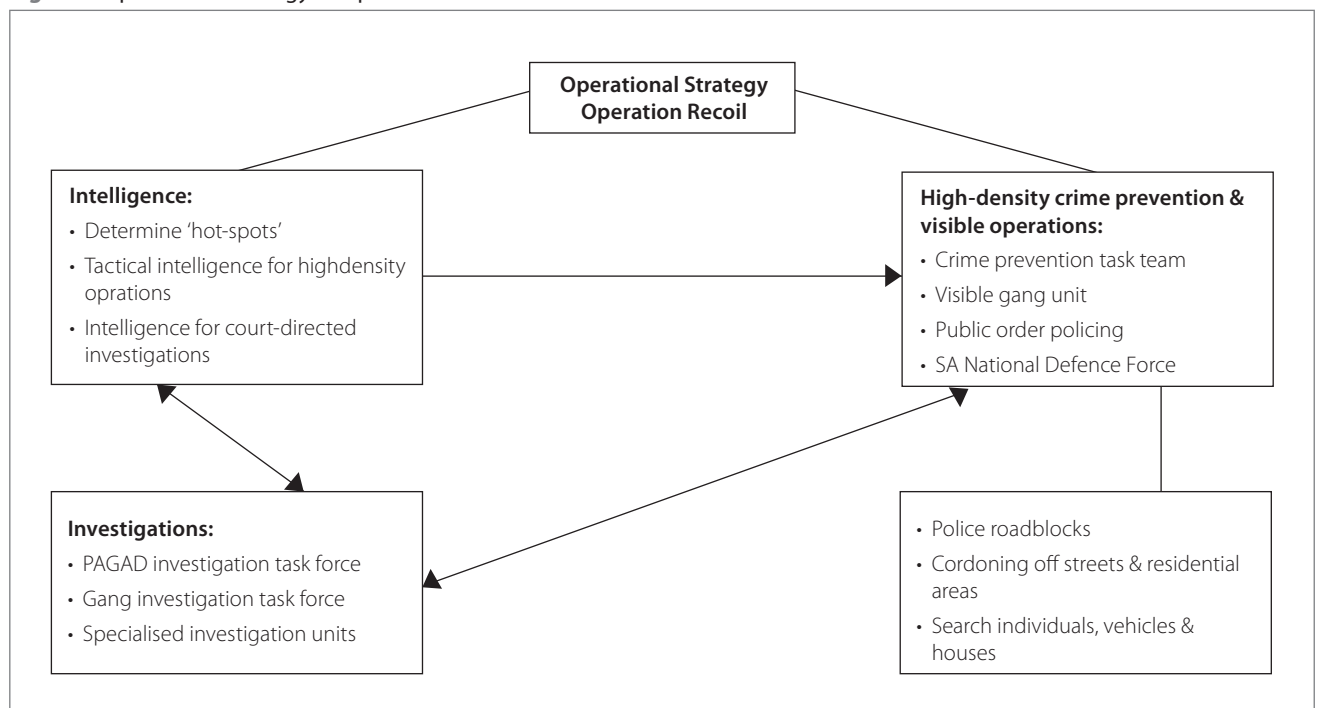 Operational Strategy
Operation Recoil
Intelligence:
• Determine ‘hot-spots’
• Tactical intelligence for highdensity
oprations
• Intelligence for court-directed
investigations
High-density crime prevention &
visible operations:
• Crime prevention task team
• Visible gang unit
• Public order policing
• SA National Defence Force
Investigations:
• PAGAD investigation task force
• Gang investigation task force
• Specialised investigation units
• Police roadblocks
• Cordoning off streets & residential
areas
• Search individuals, vehicles &
houses